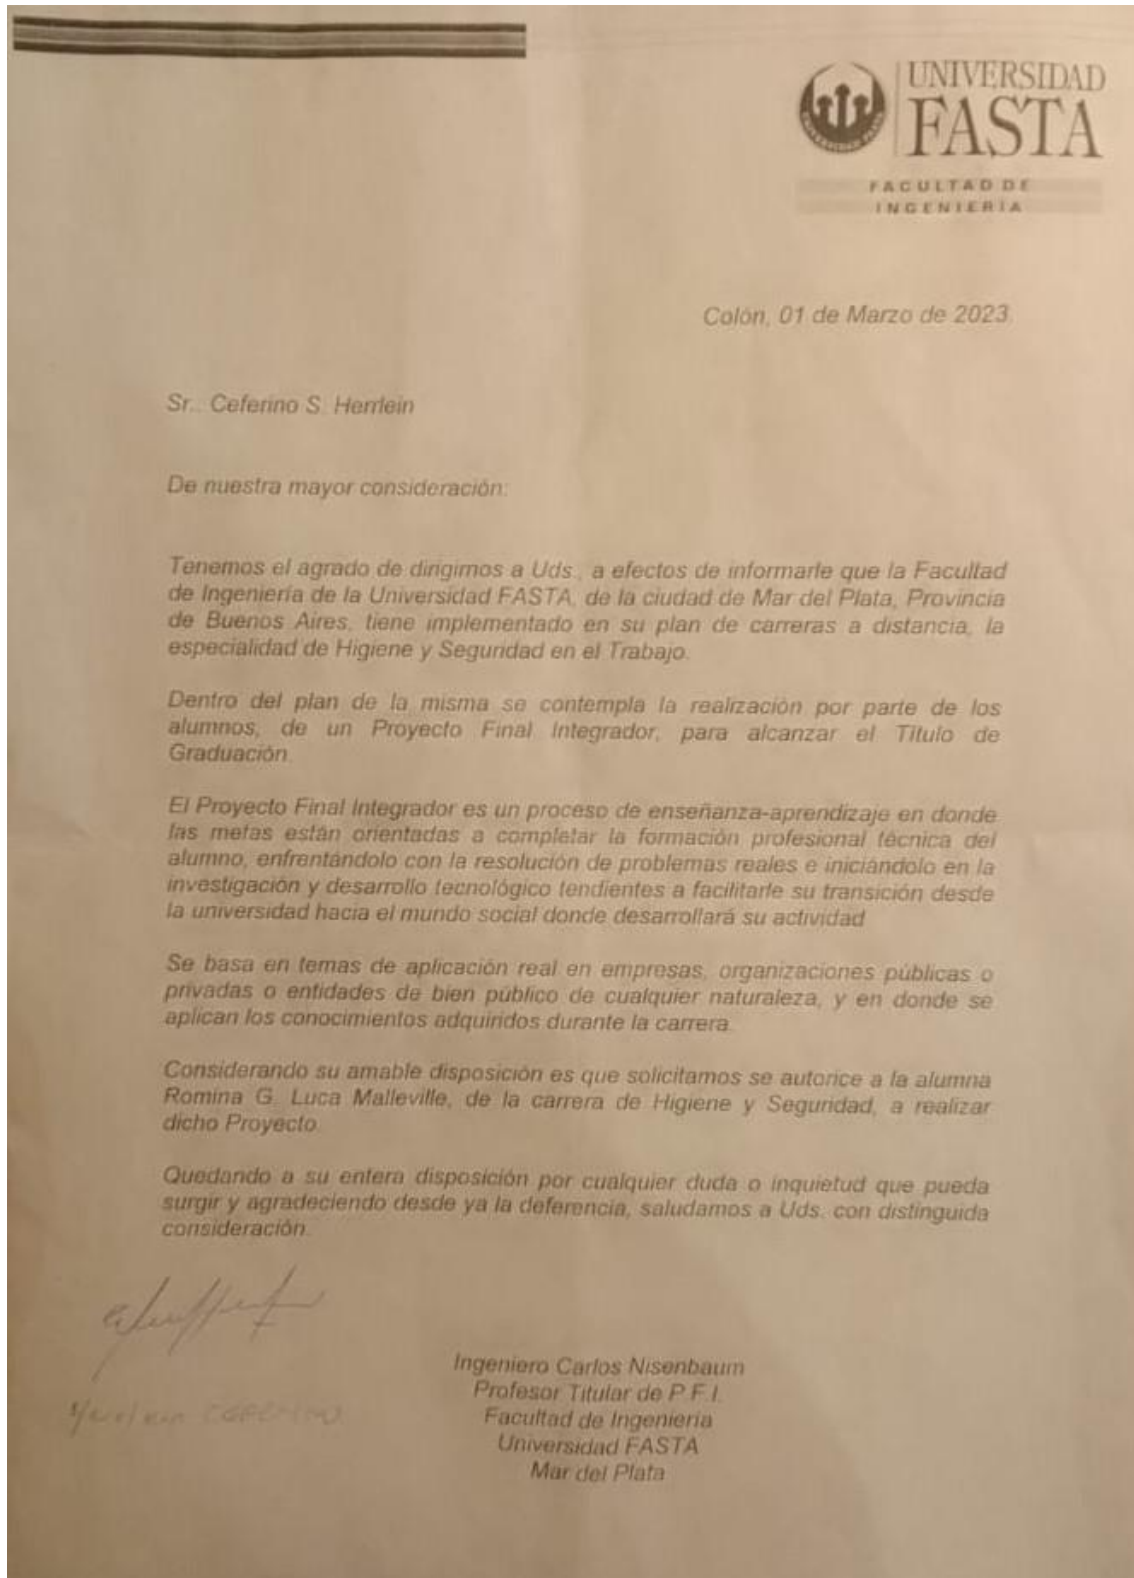 UNIVERSIDAD
FASTA
FACULTAD DE
INGENIERIA
Colón, 01 de Marzo de 2023.
Sr.. Ceferino S. Herrlein
De nuestra mayor consideración:
Tenemos el agrado de dirigirnos a Uds., a efectos de informarle que la Facultad
de Ingeniería de la Universidad FASTA, de la ciudad de Mar del Plata, Provincia
de Buenos Aires, tiene implementado en su plan de carreras a distancia, la
especialidad de Higiene y Seguridad en el Trabajo.
Dentro del plan de la misma se contempla la realización por parte de los
alumnos, de un Proyecto Final Integrador, para alcanzar el Título de
Graduación.
El Proyecto Final Integrador es un proceso de enseñanza-aprendizaje en donde
las metas están orientadas a completar la formación profesional técnica del
alumno, enfrentándolo con la resolución de problemas reales e iniciándolo en la
investigación y desarrollo tecnológico tendientes a facilitarle su transición desde
la universidad hacia el mundo social donde desarrollará su actividad
Se basa en temas de aplicación real en empresas, organizaciones públicas o
privadas o entidades de bien público de cualquier naturaleza, y en donde se
aplican los conocimientos adquiridos durante la carrera.
Considerando su amable disposición es que solicitamos se autorice a la alumna
Romina G. Luca Malleville, de la carrera de Higiene y Seguridad, a realizar
dicho Proyecto.
Quedando a su entera disposición por cualquier duda o inquietud que pueda
surgir y agradeciendo desde ya la deferencia, saludamos a Uds. con distinguida
consideración.
Ingeniero Carlos Nisenbaum
Profesor Titular de P.F.I.
Facultad de Ingeniería
Universidad FASTA
Mar del Plata